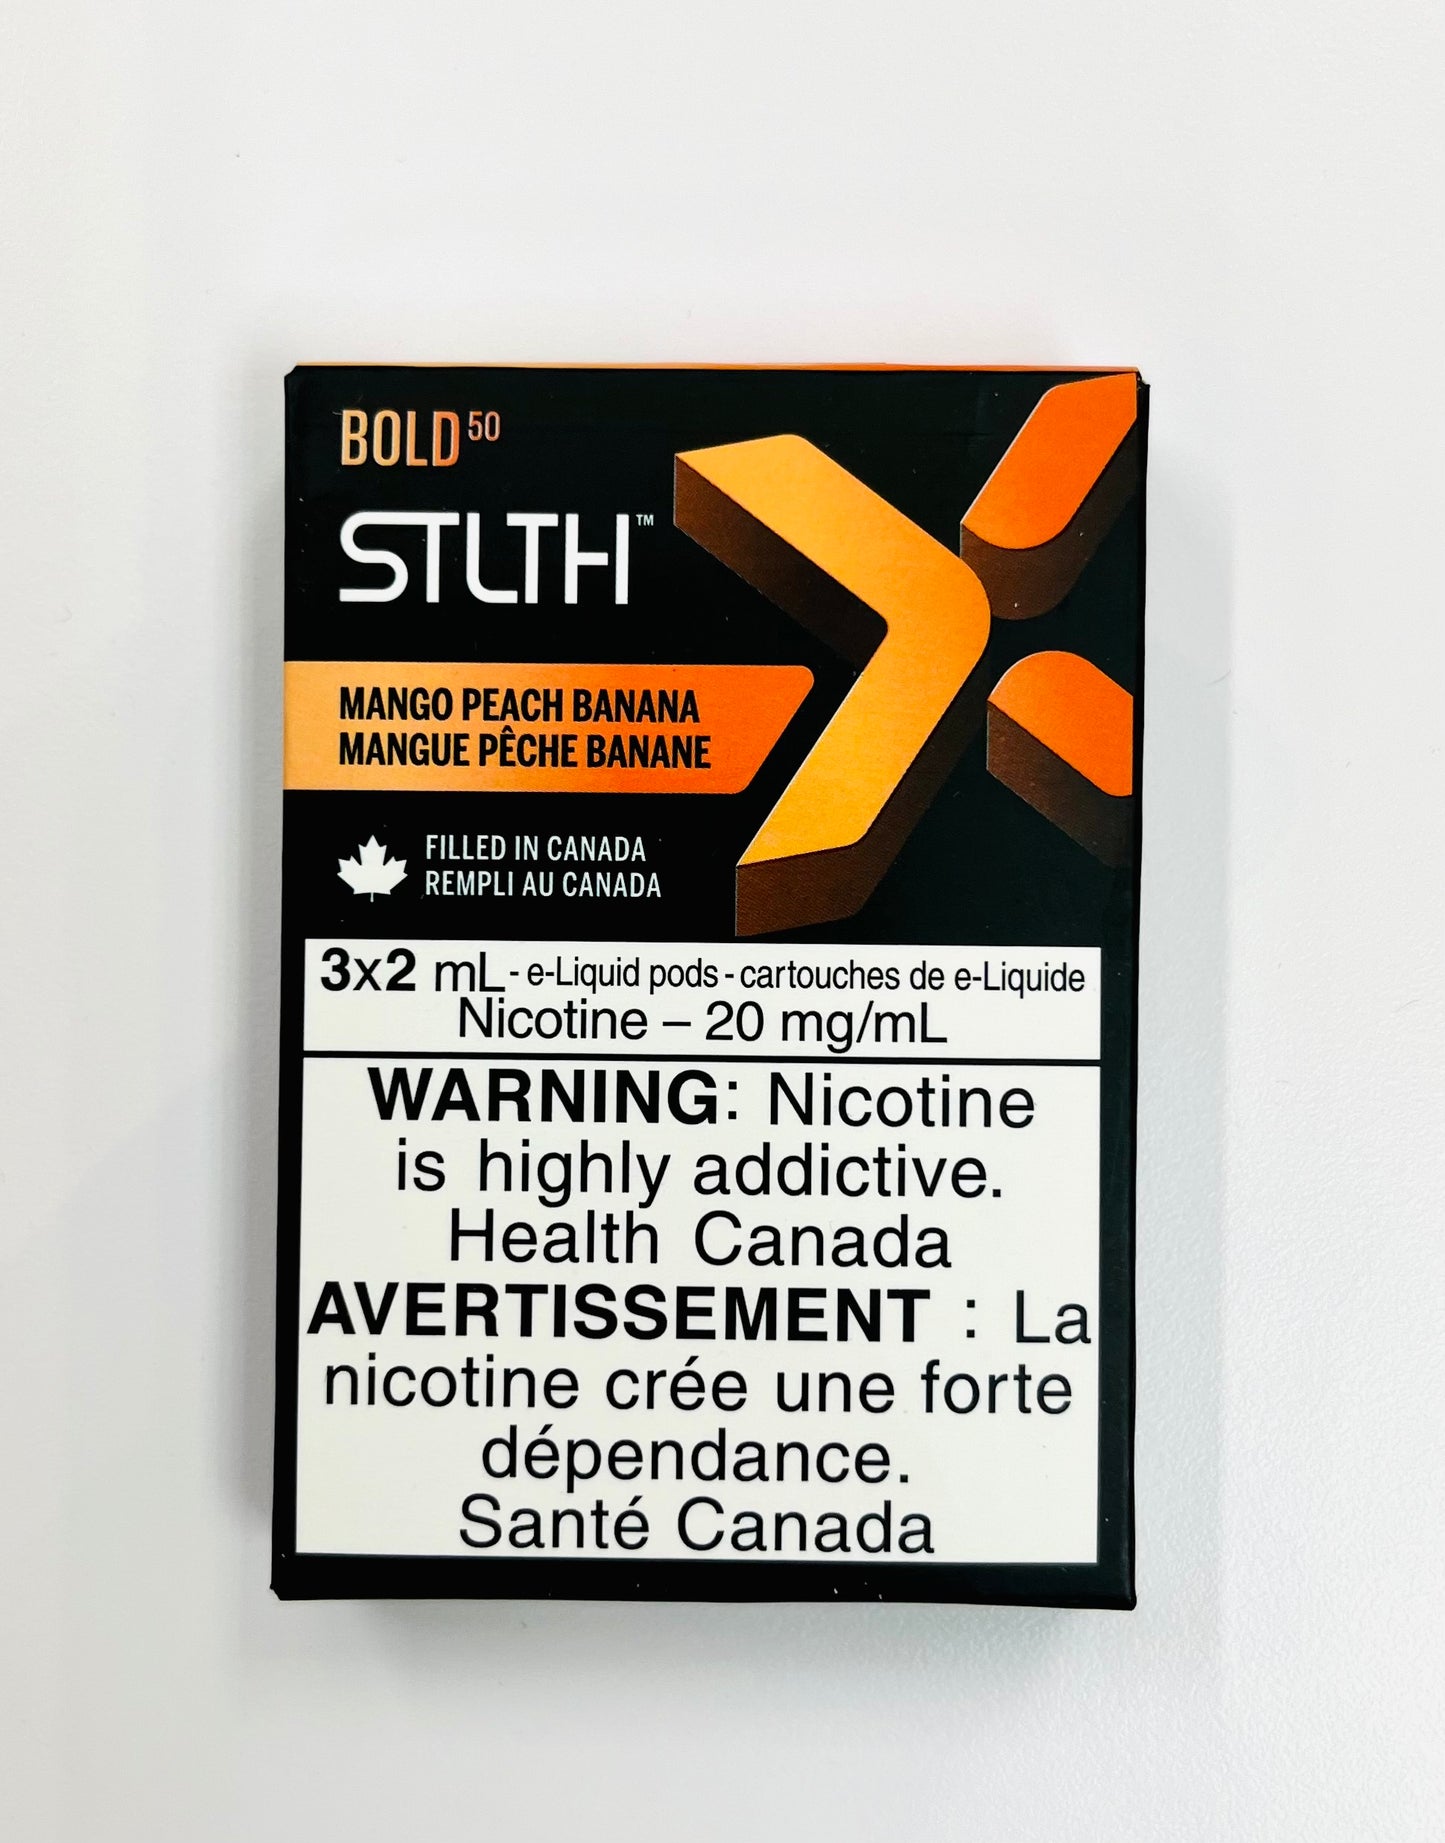 BOLD 50
STLTH™
MANGO PEACH BANANA
MANGUE PÊCHE BANANE
FILLED IN CANADA
REMPLI AU CANADA
3x2 mL - e-Liquid pods - cartouches de e-Liquide
Nicotine – 20 mg/mL
WARNING: Nicotine
is highly addictive.
Health Canada
AVERTISSEMENT : La
nicotine crée une forte
dépendance.
Santé Canada